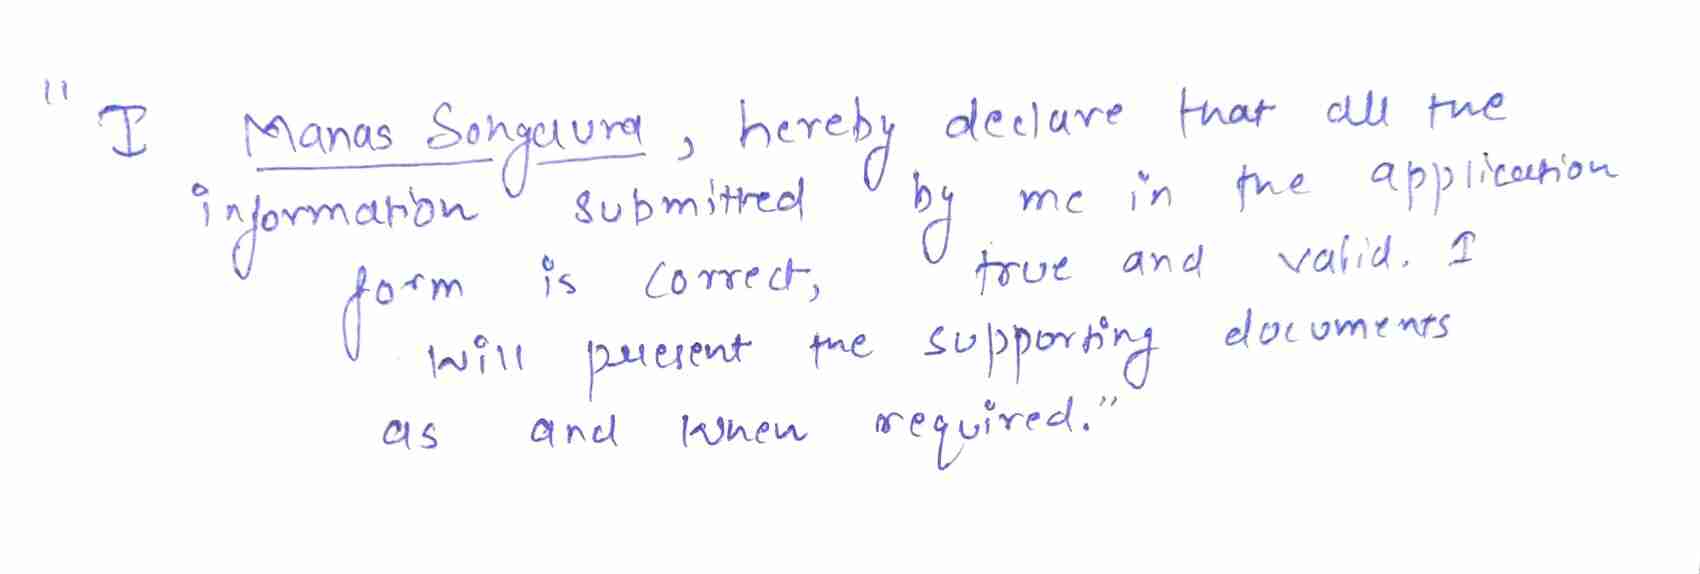 "I Manas Songaura, hereby declare that all the
information submitted by me in the application
form is correct, true and valid. I
will present the supporting documents
as and when required."